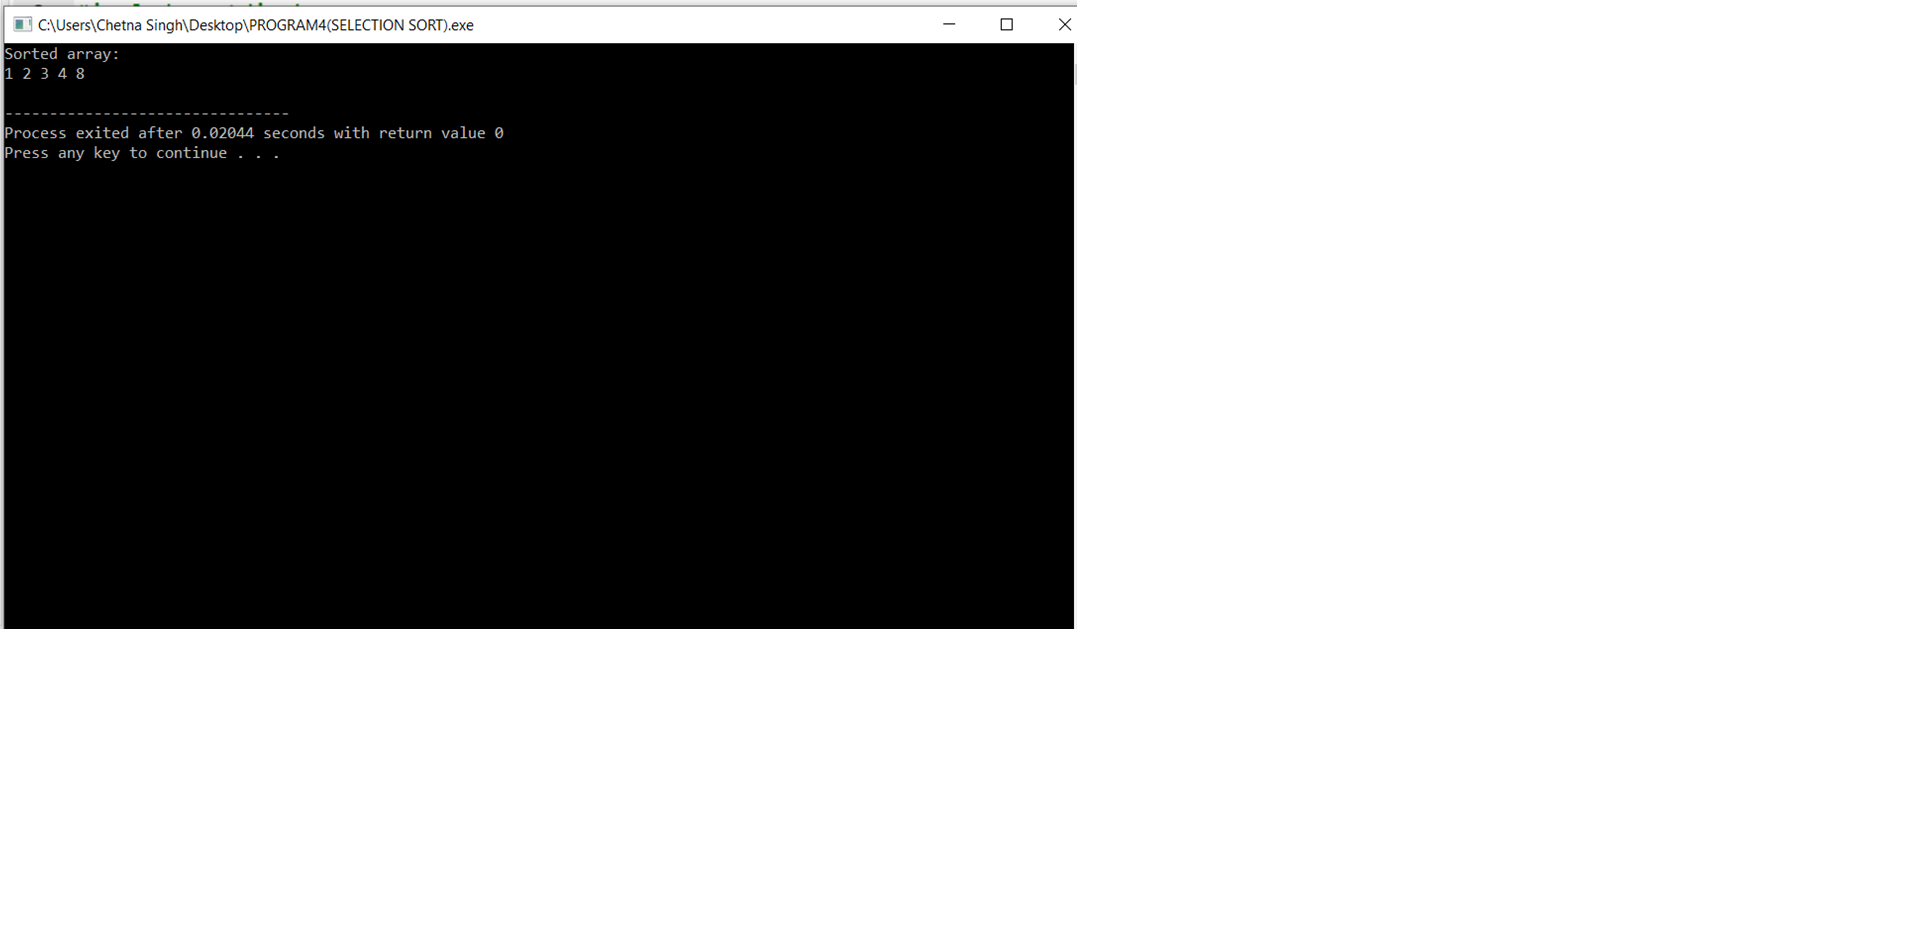 C:\Users\Chetna Singh\Desktop\PROGRAM4(SELECTION SORT).exe
Sorted array:
1 2 3 4 8
--------------------------------
Process exited after 0.02044 seconds with return value 0
Press any key to continue . . .